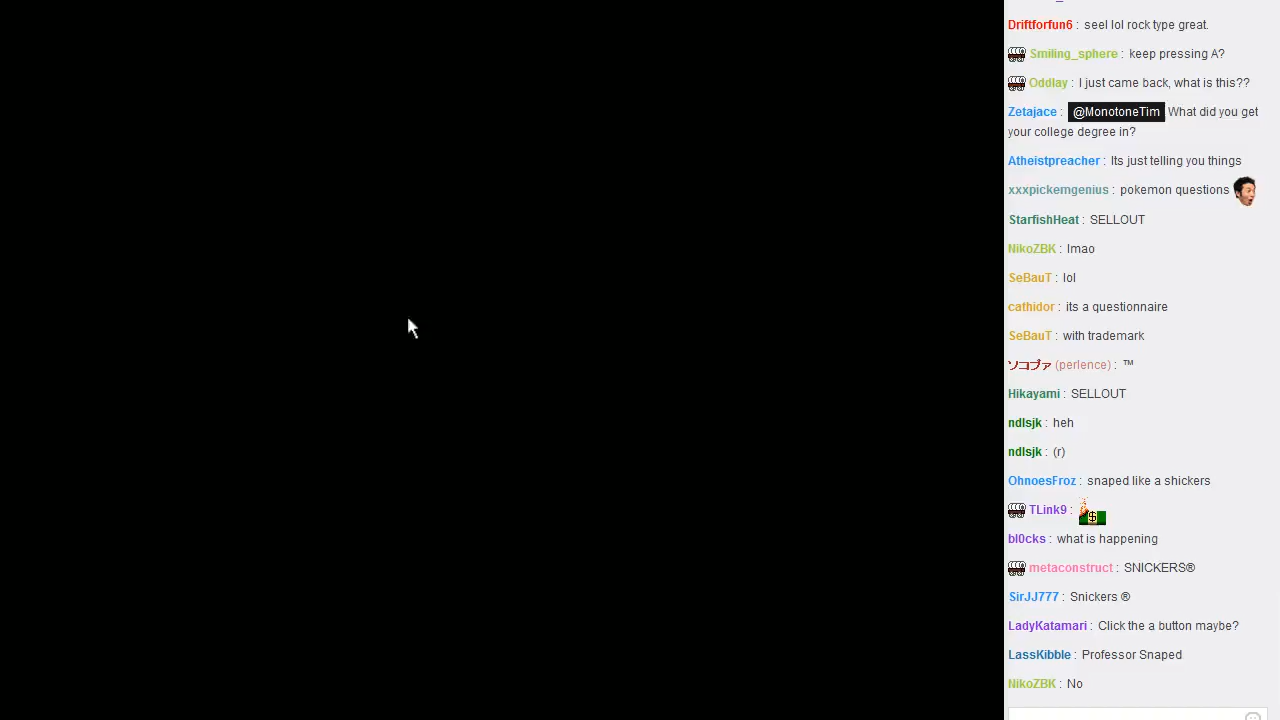 Driftforfun6 : seel lol rock type great.
Smiling_sphere : keep pressing A?
Oddlay : I just came back, what is this??
Zetajace : @MonotoneTim What did you get
your college degree in?
Atheistpreacher : Its just telling you things
xxxpickemgenius : pokemon questions
StarfishHeat : SELLOUT
NikoZBK : lmao
SeBauT : lol
cathidor : its a questionnaire
SeBauT : with trademark
ソコブァ (perlence) : ™
Hikayami : SELLOUT
ndlsjk : heh
ndlsjk : (r)
OhnoesFroz : snaped like a shickers
TLink9 :
bl0cks : what is happening
metaconstruct : SNICKERS®
SirJJ777 : Snickers ®
LadyKatamari : Click the a button maybe?
LassKibble : Professor Snaped
NikoZBK : No